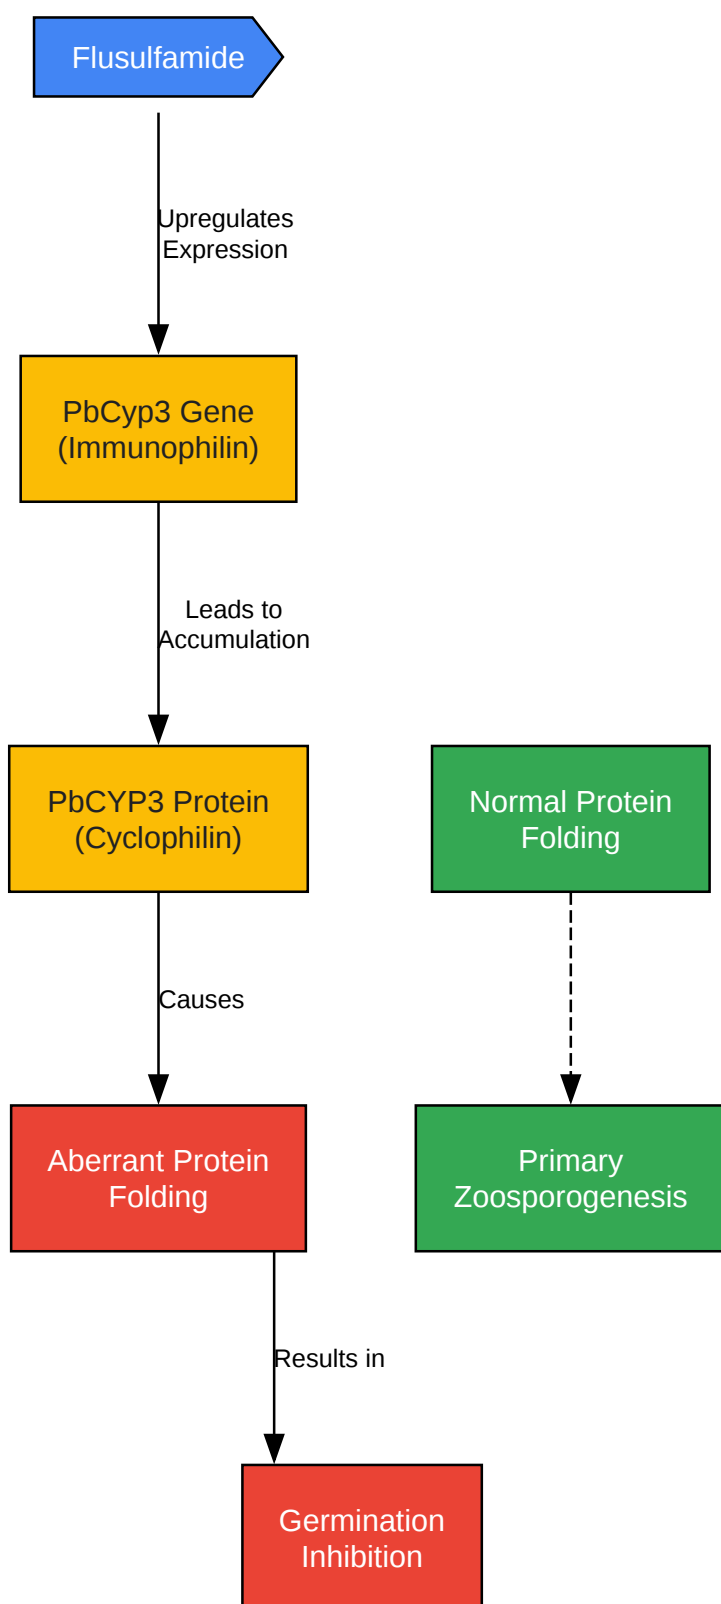 Flusulfamide
Upregulates
Expression
PbCyp3 Gene
(Immunophilin)
Leads to
Accumulation
PbCYP3 Protein
(Cyclophilin)
Normal Protein
Folding
Causes
Aberrant Protein
Folding
Primary
Zoosporogenesis
Results in
Germination
Inhibition